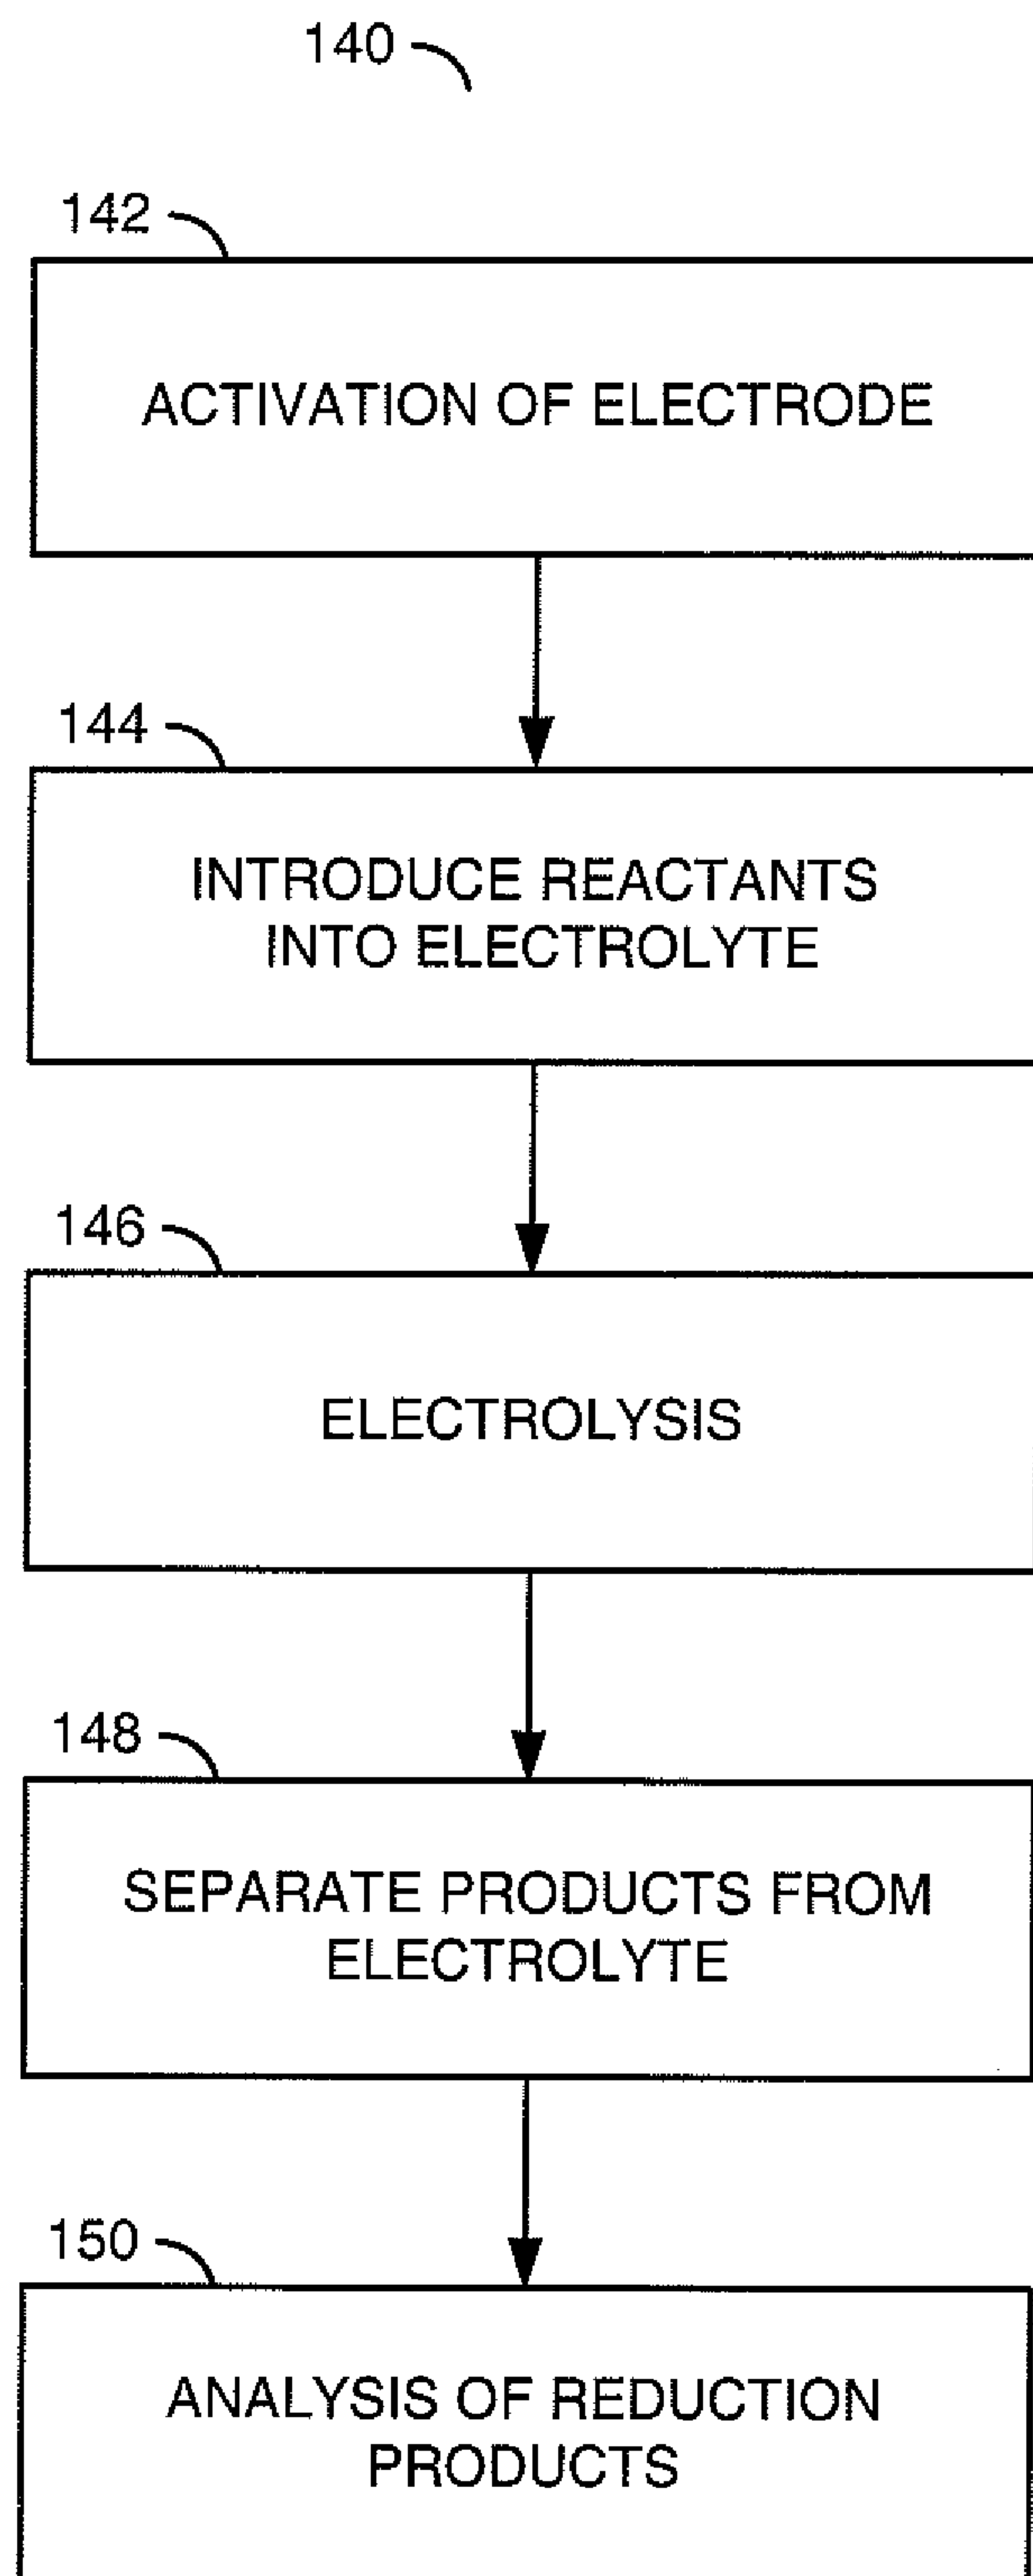 140
142
ACTIVATION OF ELECTRODE
144
INTRODUCE REACTANTS
INTO ELECTROLYTE
146
ELECTROLYSIS
148
SEPARATE PRODUCTS FROM
ELECTROLYTE
150
ANALYSIS OF REDUCTION
PRODUCTS